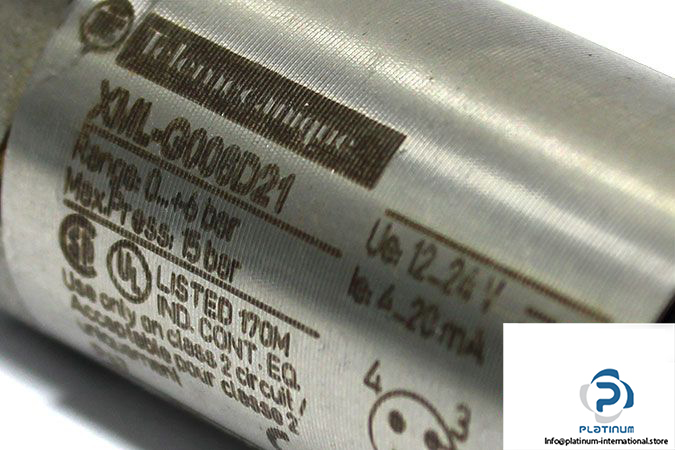 Telemecanique
XML-G006D21
Range: 0...+6 bar
Max.Press: 15 bar
Ue: 12...24 V
Ie: 4...20 mA
UL LISTED 170M
IND. CONT. EQ.
Use only on class 2 circuit /
Acceptable pour classe 2
uniquement
4
3
PLATINUM
Info@platinum-international.store